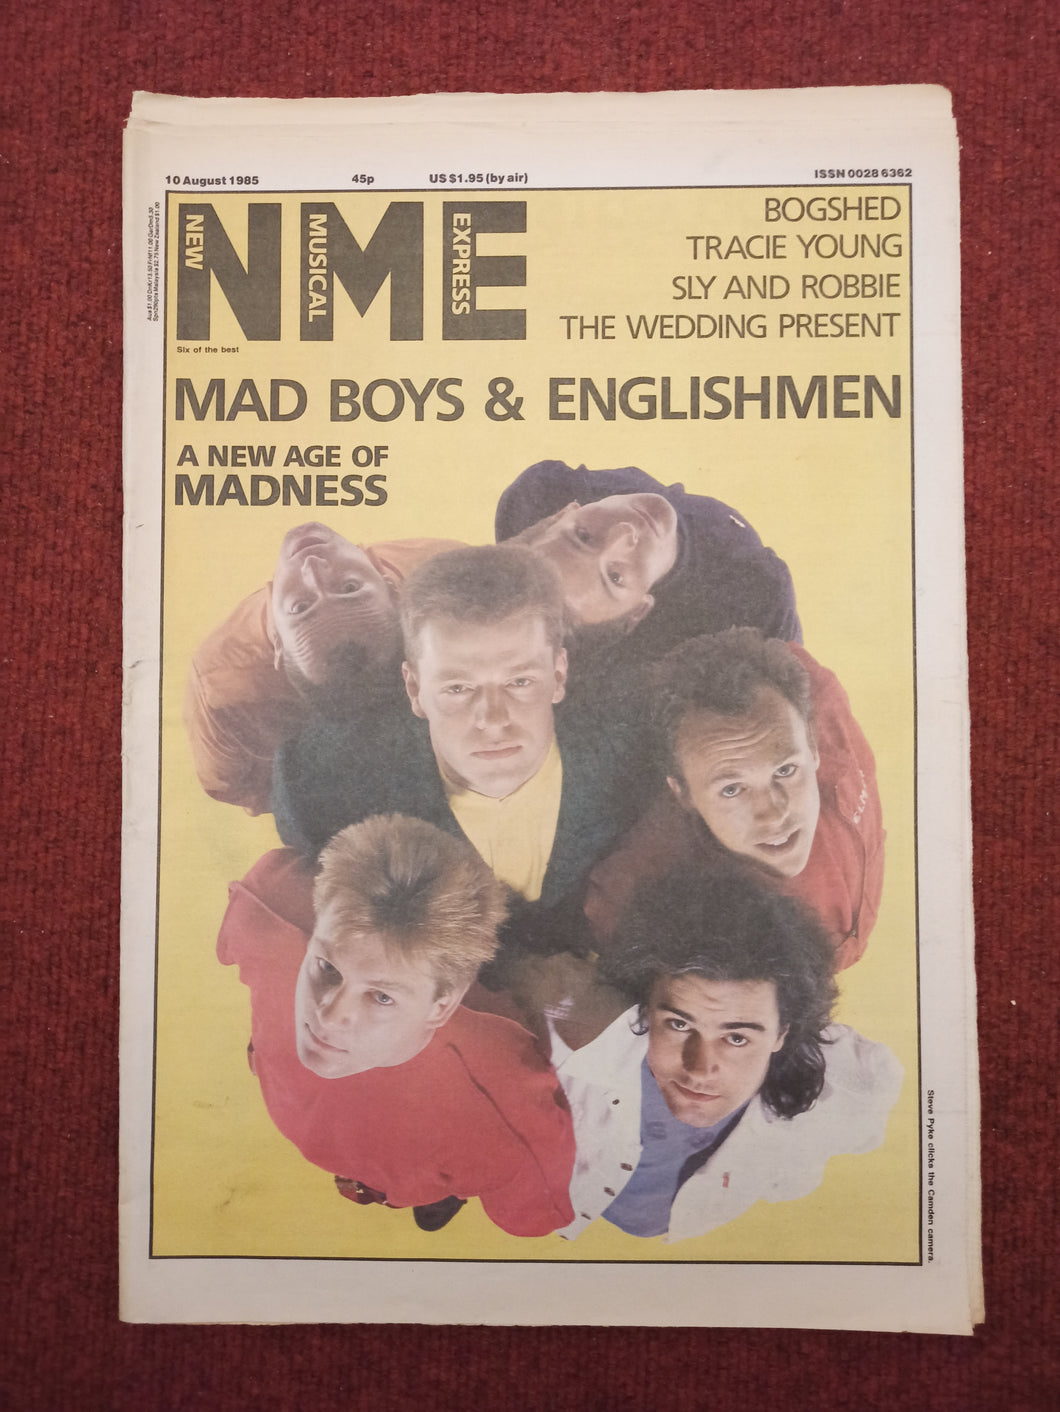 10 August 1985 45p US $1.95 (by air) ISSN 0028 6362
NME
NEW
MUSICAL
EXPRESS
Six of the best
BOGSHED
TRACIE YOUNG
SLY AND ROBBIE
THE WEDDING PRESENT
MAD BOYS & ENGLISHMEN
A NEW AGE OF
MADNESS
Steve Pyke clicks the Camden camera.